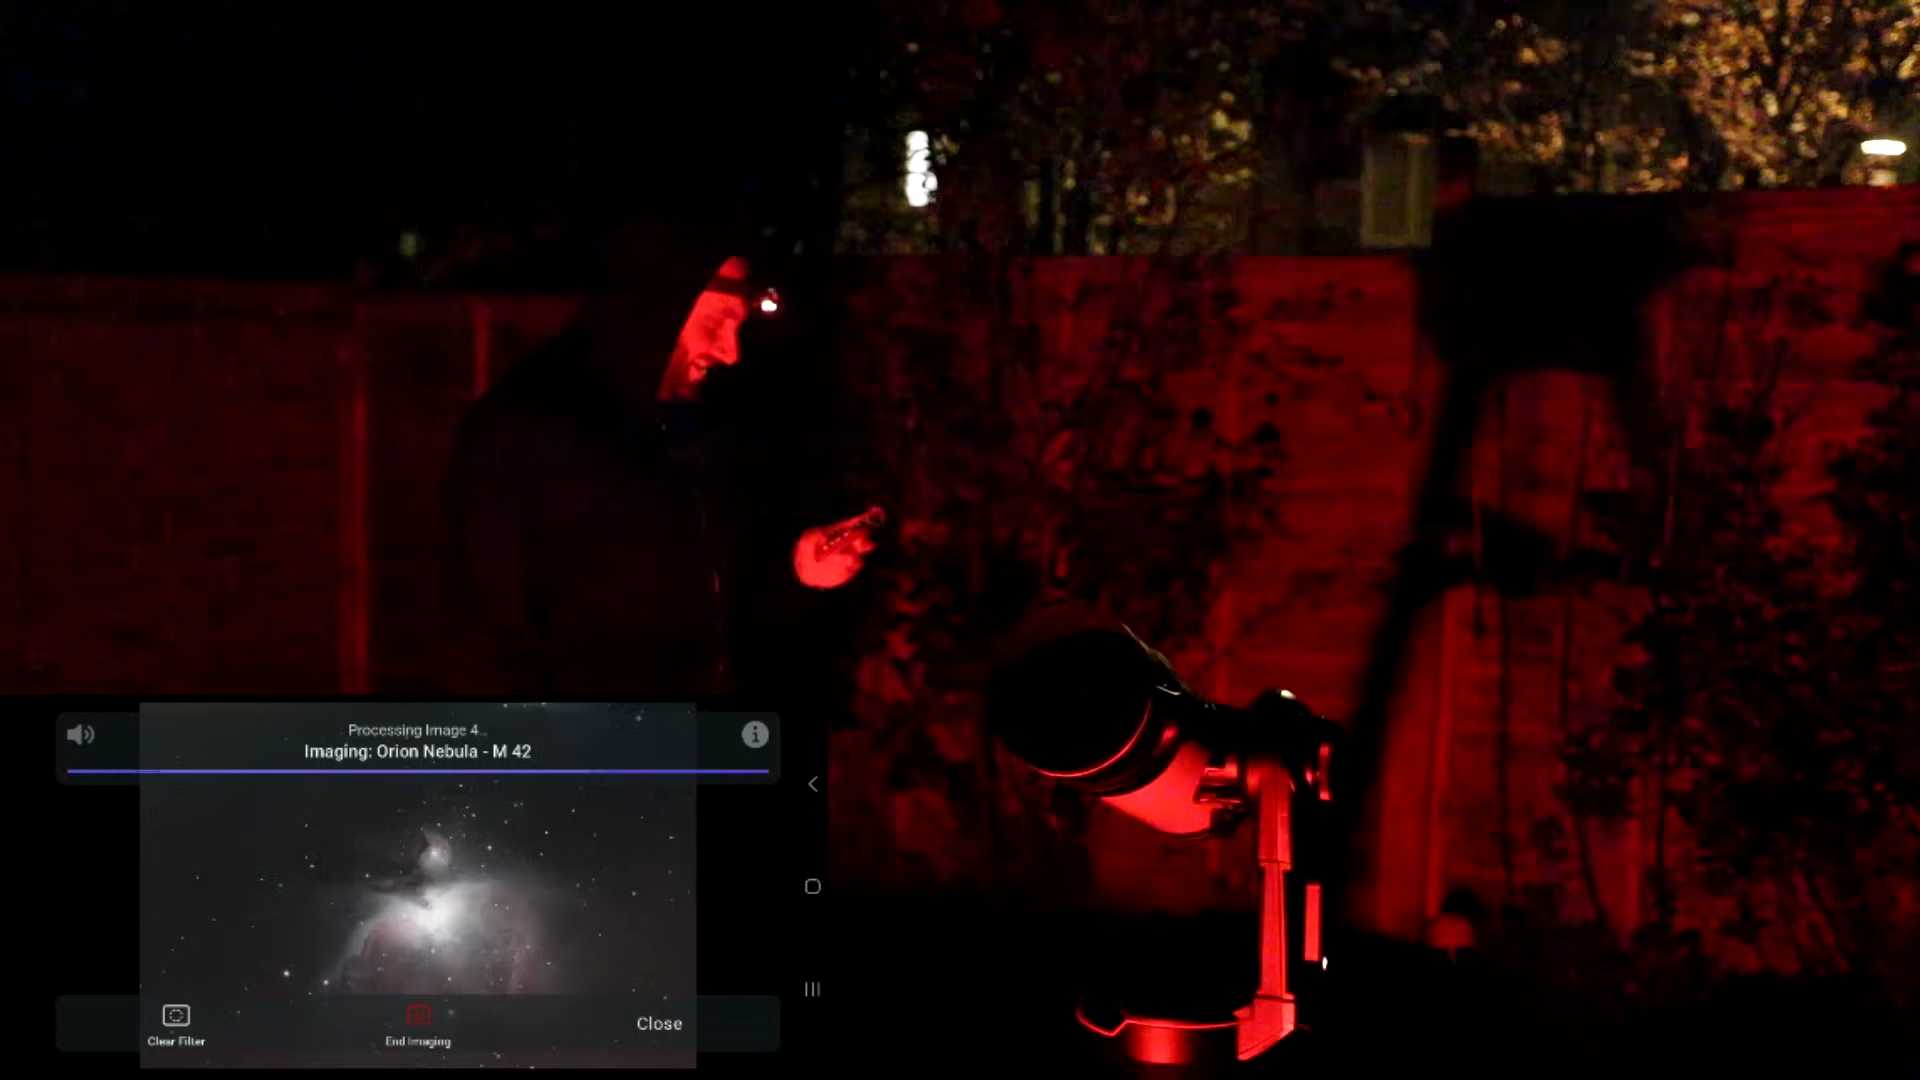 Processing Image 4...
Imaging: Orion Nebula - M 42
Clear Filter
End Imaging
Close